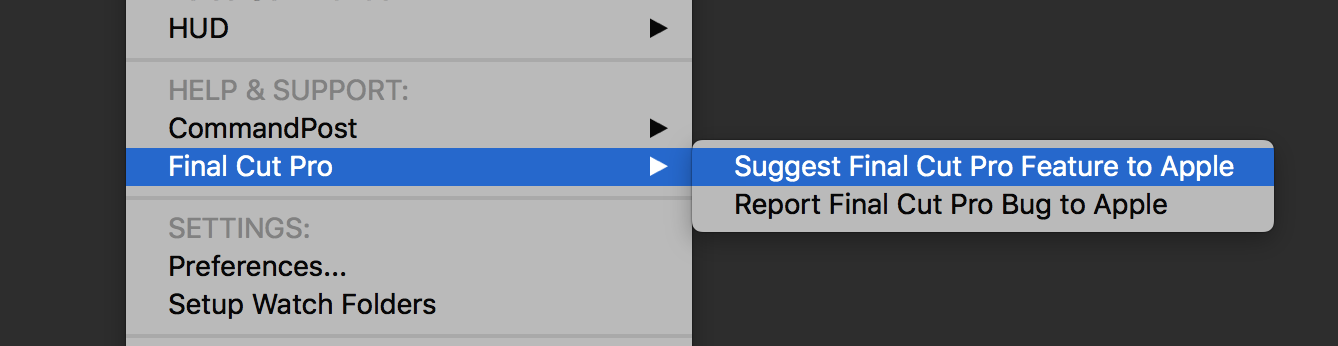 HUD
HELP & SUPPORT:
CommandPost
Final Cut Pro
Suggest Final Cut Pro Feature to Apple
Report Final Cut Pro Bug to Apple
SETTINGS:
Preferences...
Setup Watch Folders